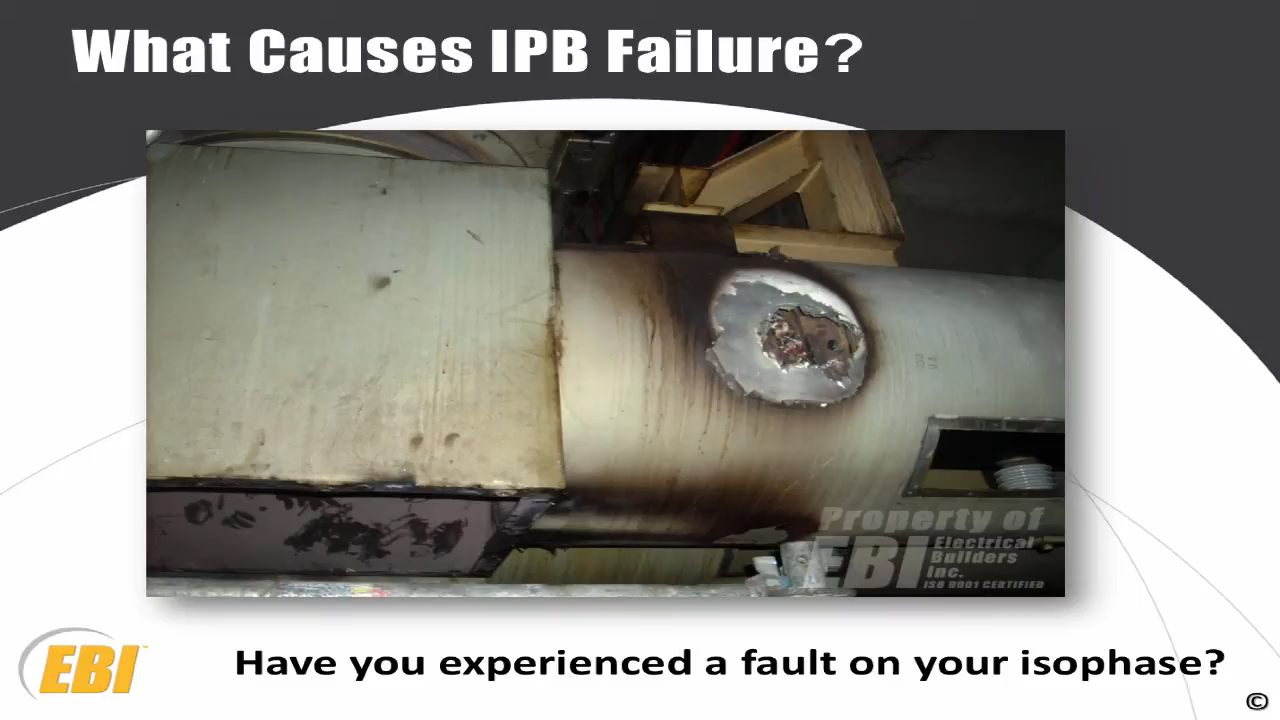 What Causes IPB Failure?
Property of
EBI Electrical
Builders
Inc.
ISO 9001 CERTIFIED
EBI
Have you experienced a fault on your isophase?
©